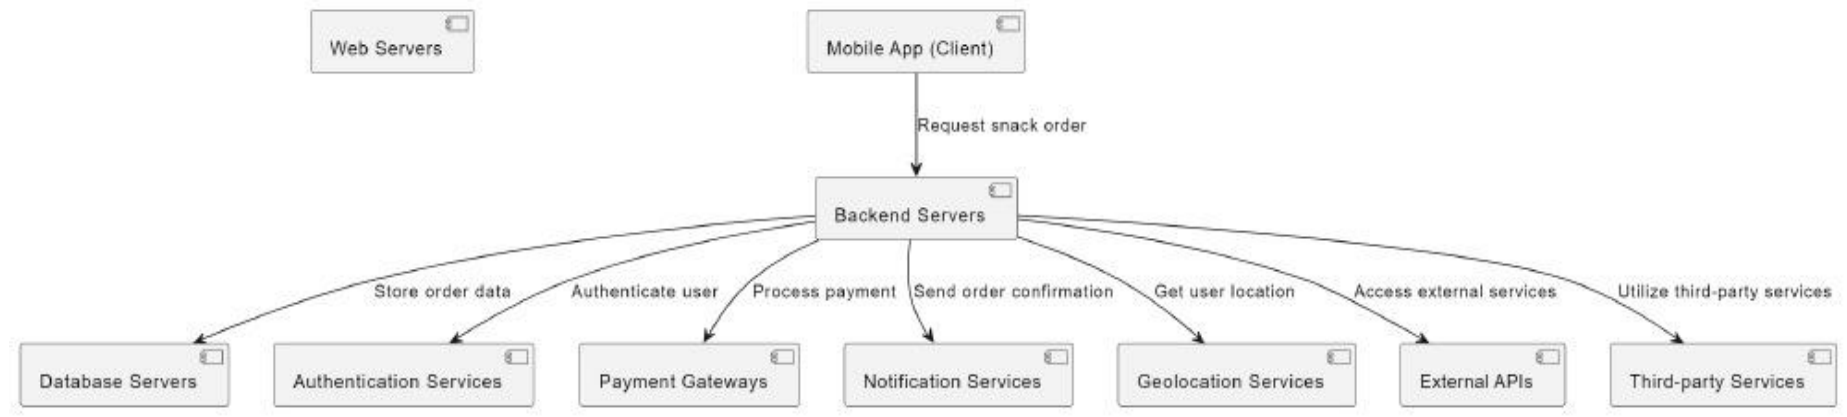 Web Servers
Mobile App (Client)
Request snack order
Backend Servers
Store order data
Authenticate user
Process payment
Send order confirmation
Get user location
Access external services
Utilize third-party services
Database Servers
Authentication Services
Payment Gateways
Notification Services
Geolocation Services
External APIs
Third-party Services